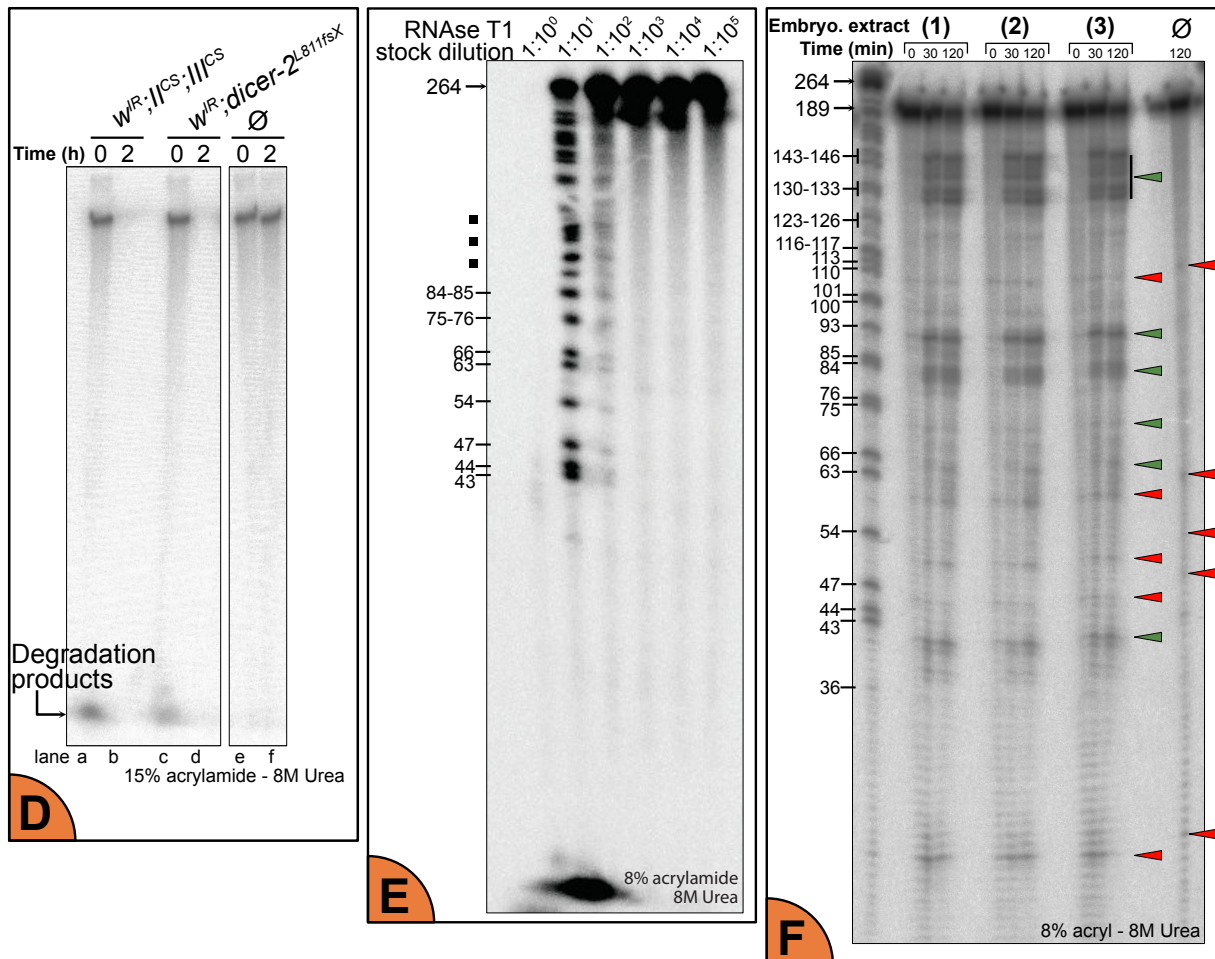 w^IR;II^CS;III^CS
w^IR;dicer-2^L811fsX
Ø
Time (h) 0 2 0 2 0 2
Degradation
products
lane a b c d e f
15% acrylamide - 8M Urea
D
RNAse T1
stock dilution
1:10^0 1:10^1 1:10^2 1:10^3 1:10^4 1:10^5
264
84-85
75-76
66
63
54
47
44
43
8% acrylamide
8M Urea
E
Embryo. extract (1) (2) (3) Ø
Time (min) 0 30 120 0 30 120 0 30 120 120
264
189
143-146
130-133
123-126
116-117
113
110
101
100
93
85
84
76
75
66
63
54
47
44
43
36
8% acryl - 8M Urea
F